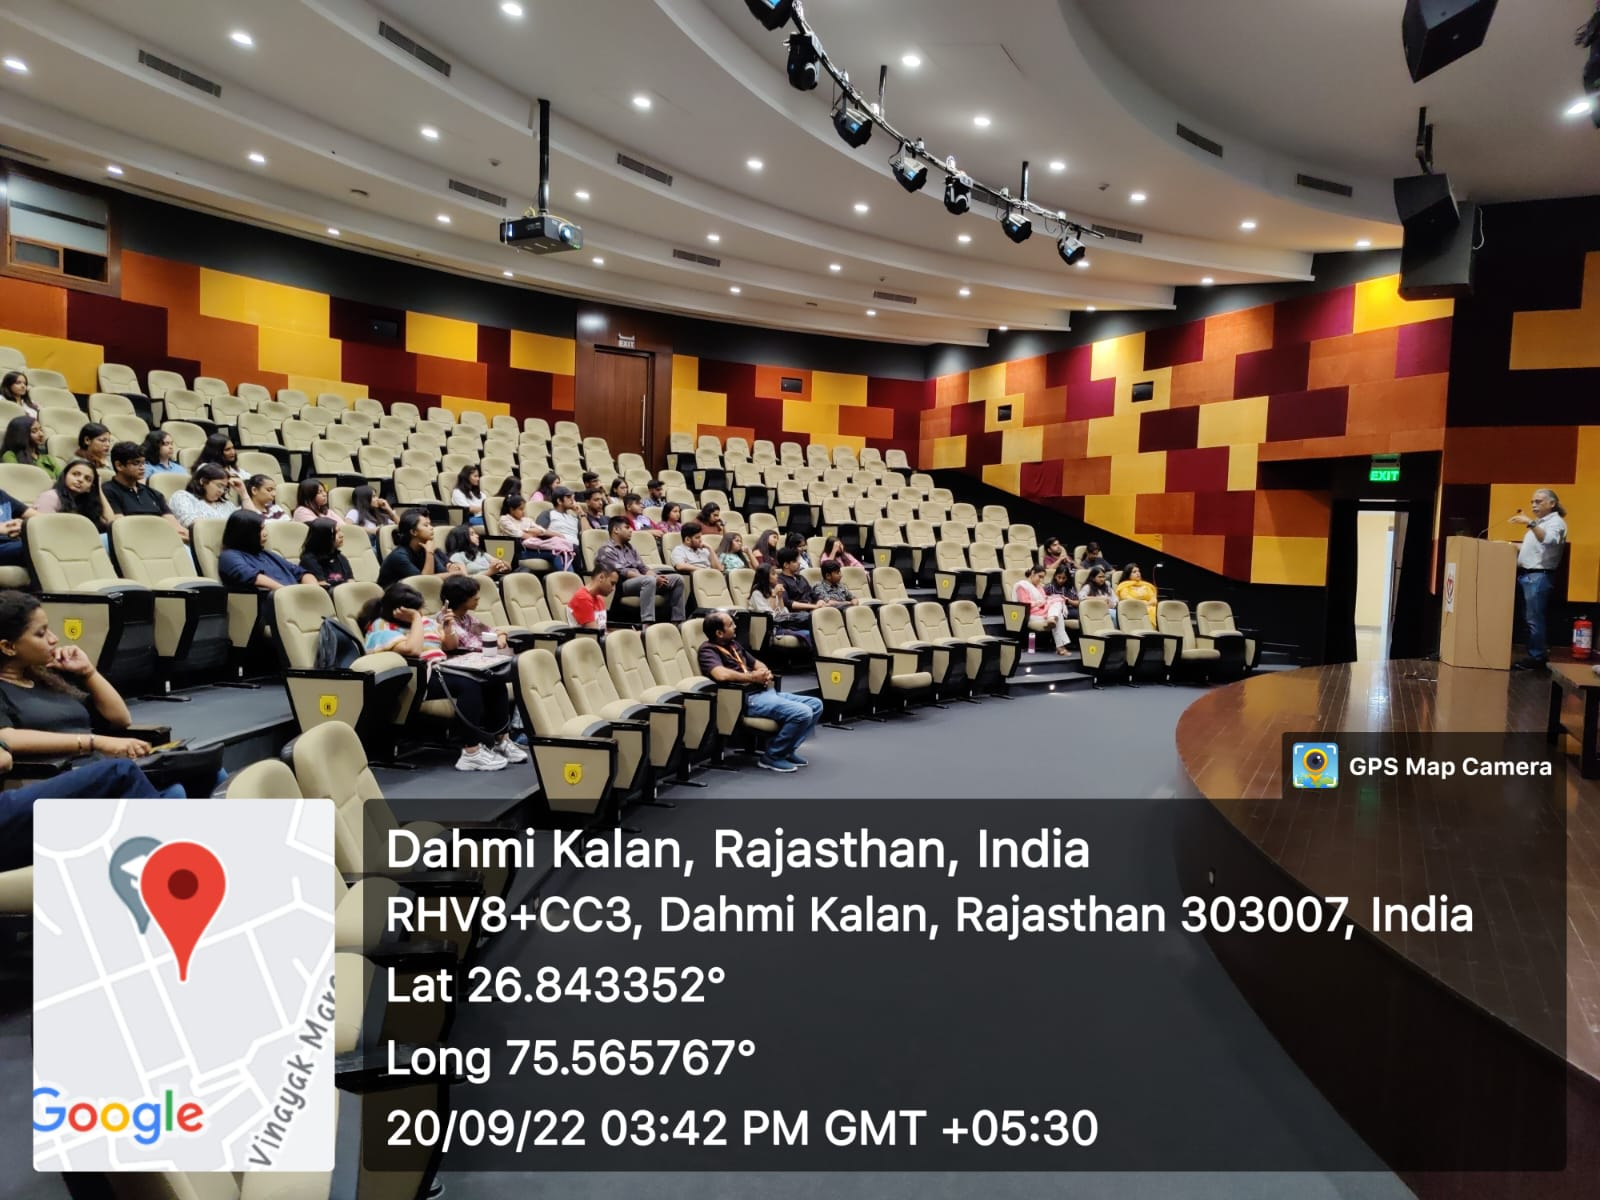 EXIT
EXIT
C
B
A
A
GPS Map Camera
Dahmi Kalan, Rajasthan, India
RHV8+CC3, Dahmi Kalan, Rajasthan 303007, India
Lat 26.843352°
Long 75.565767°
20/09/22 03:42 PM GMT +05:30
Vinayak Marg
Google